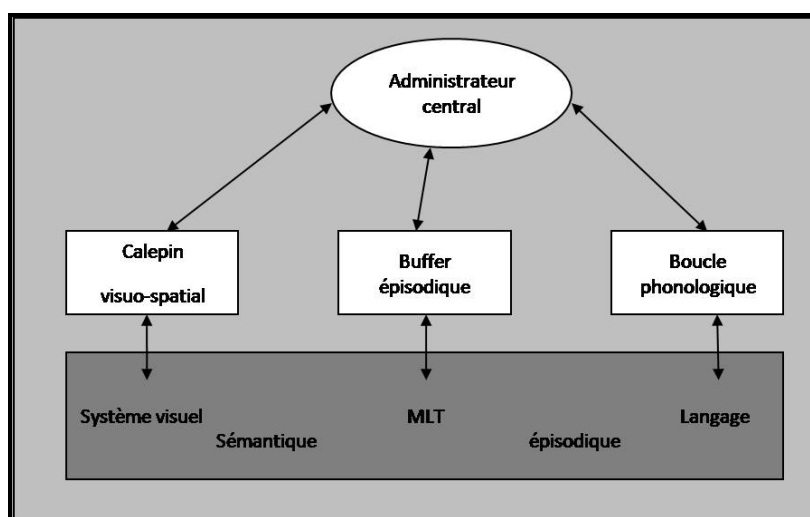 Administrateur
central
Calepin
visuo-spatial
Buffer
épisodique
Boucle
phonologique
Système visuel
MLT
Langage
Sémantique
épisodique